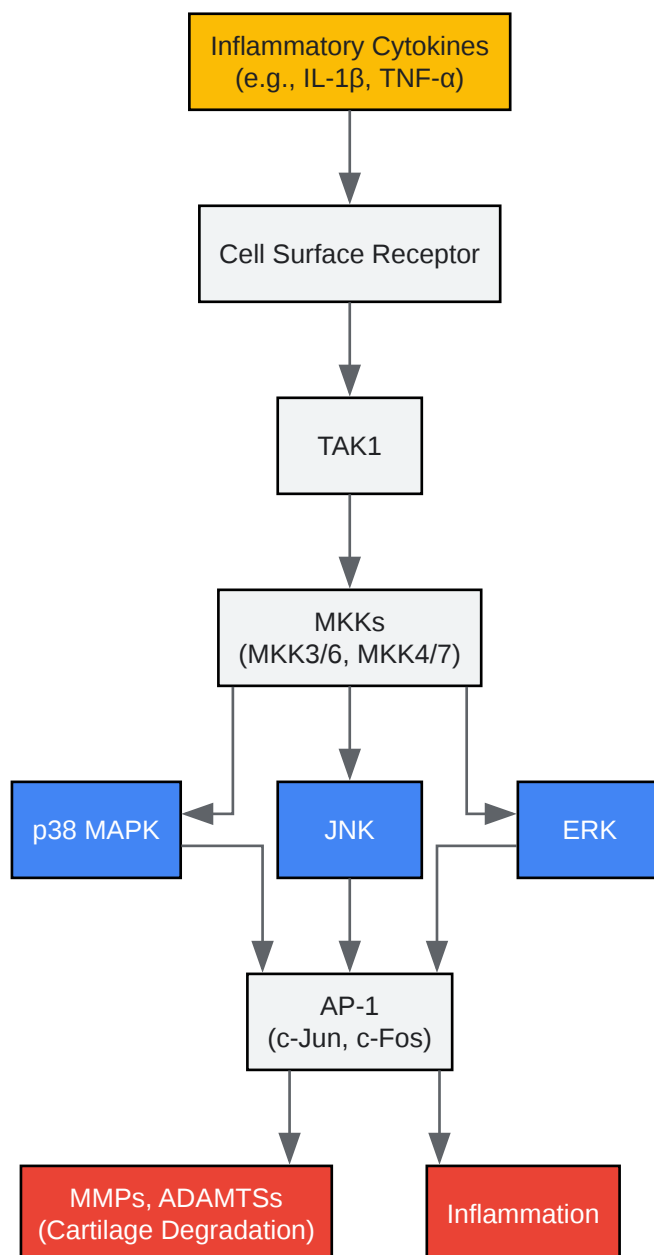 Inflammatory Cytokines
(e.g., IL-1β, TNF-α)
Cell Surface Receptor
TAK1
MKKs
(MKK3/6, MKK4/7)
p38 MAPK
JNK
ERK
AP-1
(c-Jun, c-Fos)
MMPs, ADAMTSs
(Cartilage Degradation)
Inflammation